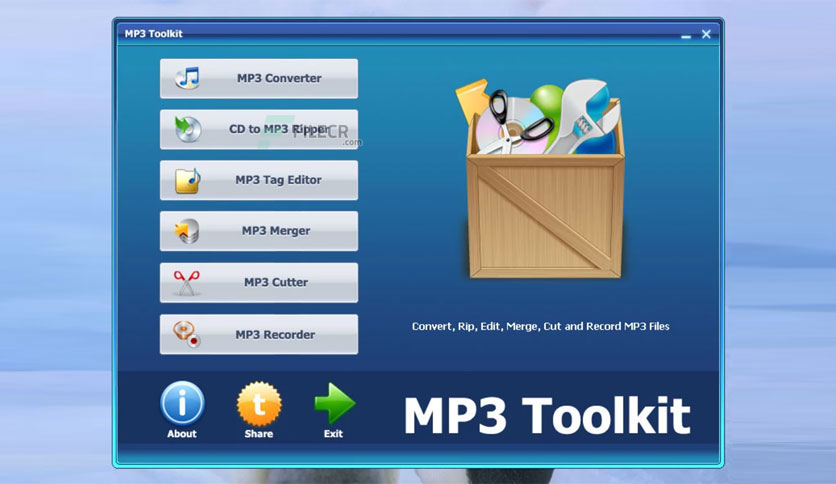 MP3 Toolkit
MP3 Converter
CD to MP3 Ripper
FILECR
.com
MP3 Tag Editor
MP3 Merger
MP3 Cutter
MP3 Recorder
Convert, Rip, Edit, Merge, Cut and Record MP3 Files
i
t
About
Share
Exit
MP3 Toolkit